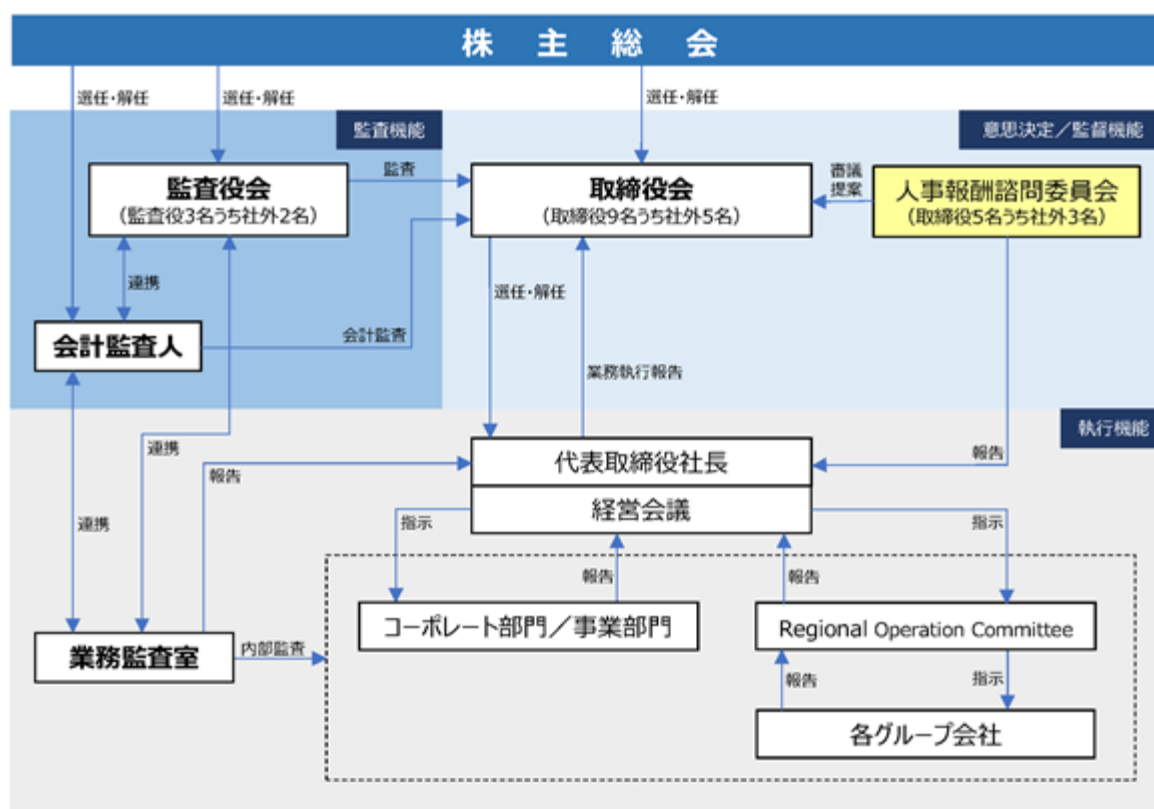 株主総会
選任・解任
選任・解任
選任・解任
監査機能
意思決定／監督機能
監査役会
（監査役3名うち社外2名）
監査
取締役会
（取締役9名うち社外5名）
審議
提案
人事報酬諮問委員会
（取締役5名うち社外3名）
連携
選任・解任
会計監査人
会計監査
業務執行報告
執行機能
連携
報告
代表取締役社長
報告
経営会議
連携
指示
指示
報告
報告
コーポレート部門／事業部門
Regional Operation Committee
業務監査室
内部監査
報告
指示
各グループ会社